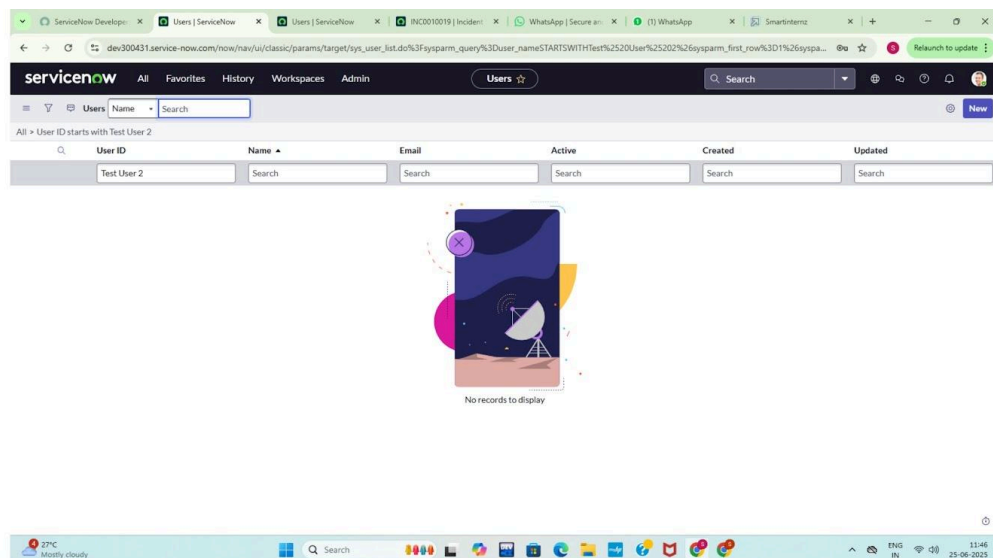 ServiceNow Develope
Users | ServiceNow
Users | ServiceNow
INC0010019 | Incident
WhatsApp | Secure an
(1) WhatsApp
Smartinternz
dev300431.service-now.com/now/nav/ui/classic/params/target/sys_user_list.do%3Fsysparm_query%3Duser_nameSTARTSWITHTest%2520User%25202%26sysparm_first_row%3D1%26syspa...
S
Relaunch to update
servicenow All Favorites History Workspaces Admin Users Search
Users Name Search New
All > User ID starts with Test User 2
User ID Name Email Active Created Updated
Test User 2 Search Search Search Search Search
No records to display
27°C
Mostly cloudy
Search
ENG
IN
11:46
25-06-2025